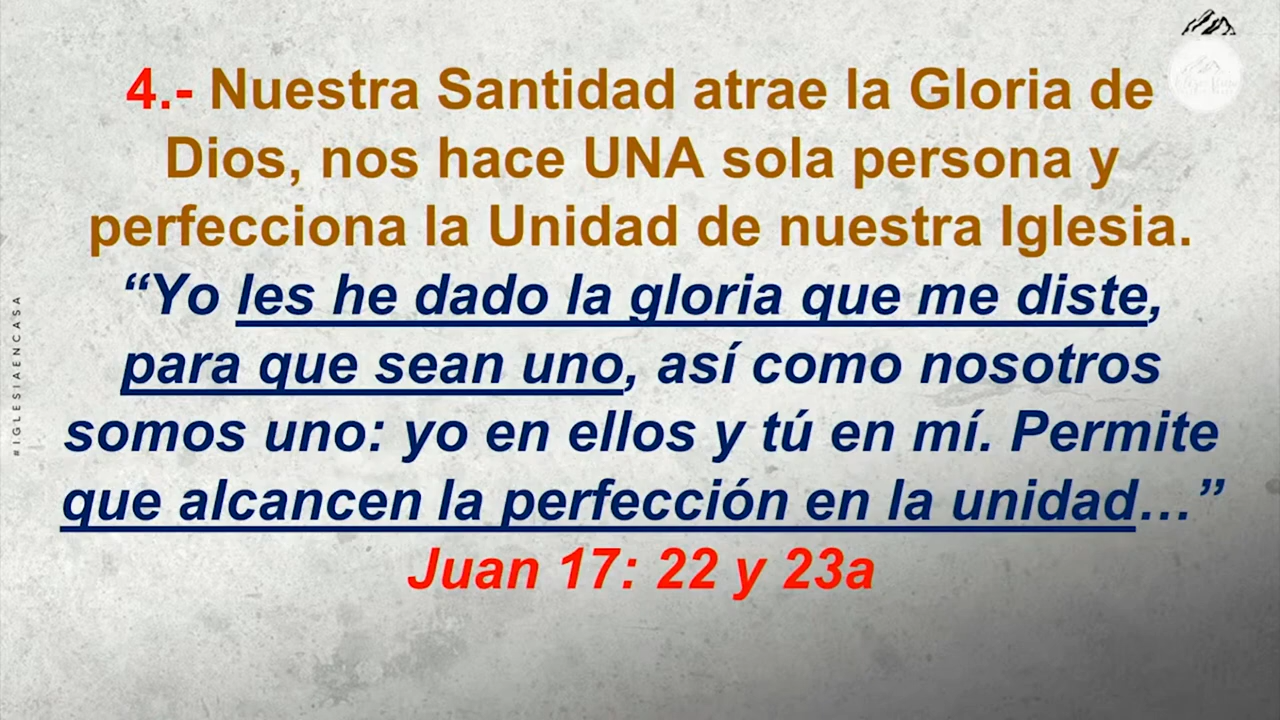 4.- Nuestra Santidad atrae la Gloria de
Dios, nos hace UNA sola persona y
perfecciona la Unidad de nuestra Iglesia.
“Yo les he dado la gloria que me diste,
para que sean uno, así como nosotros
somos uno: yo en ellos y tú en mí. Permite
que alcancen la perfección en la unidad…”
Juan 17: 22 y 23a
#IGLESIAENCASA